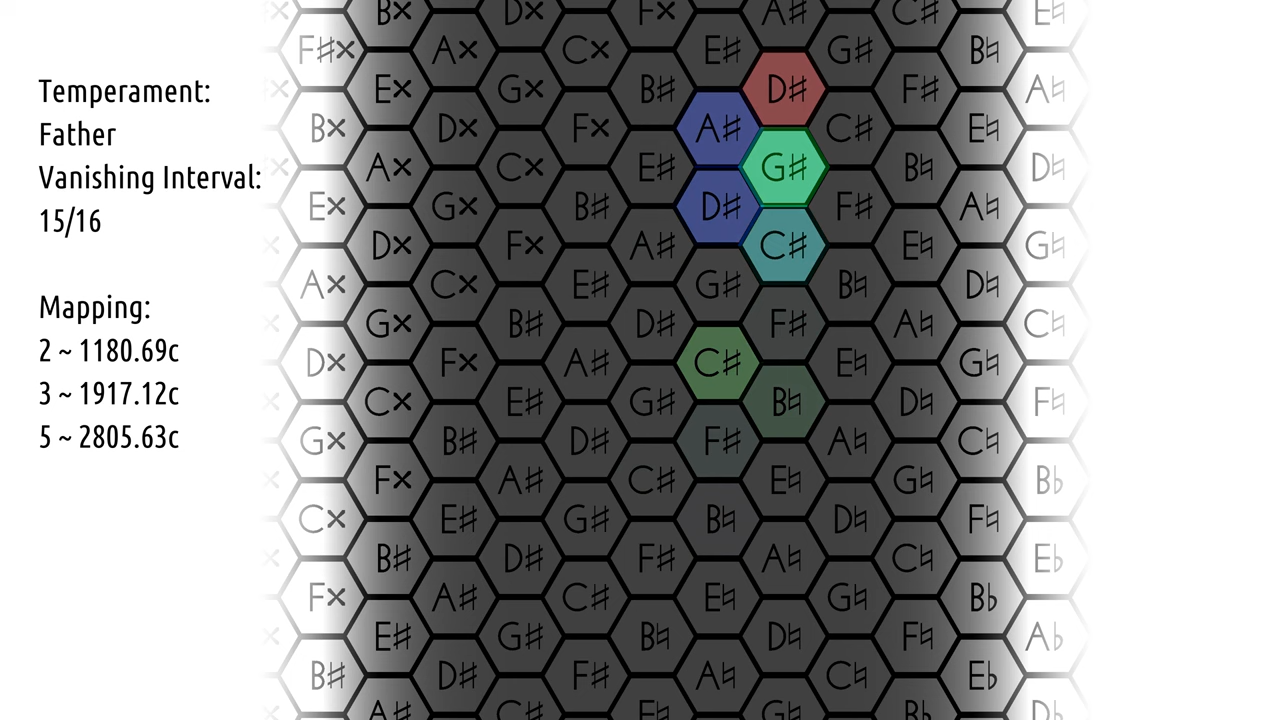 Temperament:
Father
Vanishing Interval:
15/16
Mapping:
2 ~ 1180.69c
3 ~ 1917.12c
5 ~ 2805.63c
B× D× F× A♯ C♯ E♮
F♯× A× C× E♯ G♯ B♮
E× G× B♯ D♯ F♯ A♮
B× D× F× A♯ C♯ E♮
A× C× E♯ G♯ B♮ D♮
E× G× B♯ D♯ F♯ A♮
D× F× A♯ C♯ E♮ G♮
A× C× E♯ G♯ B♮ D♮
G× B♯ D♯ F♯ A♮ C♮
D× F× A♯ C♯ E♮ G♮
C× E♯ G♯ B♮ D♮ F♮
G× B♯ D♯ F♯ A♮ C♮
F× A♯ C♯ E♮ G♮ B♭
C× E♯ G♯ B♮ D♮ F♮
B♯ D♯ F♯ A♮ C♮ E♭
F× A♯ C♯ E♮ G♮ B♭
E♯ G♯ B♮ D♮ F♮ A♭
B♯ D♯ F♯ A♮ C♮ E♭
A♯ C♯ E♮ G♮ B♭ D♭